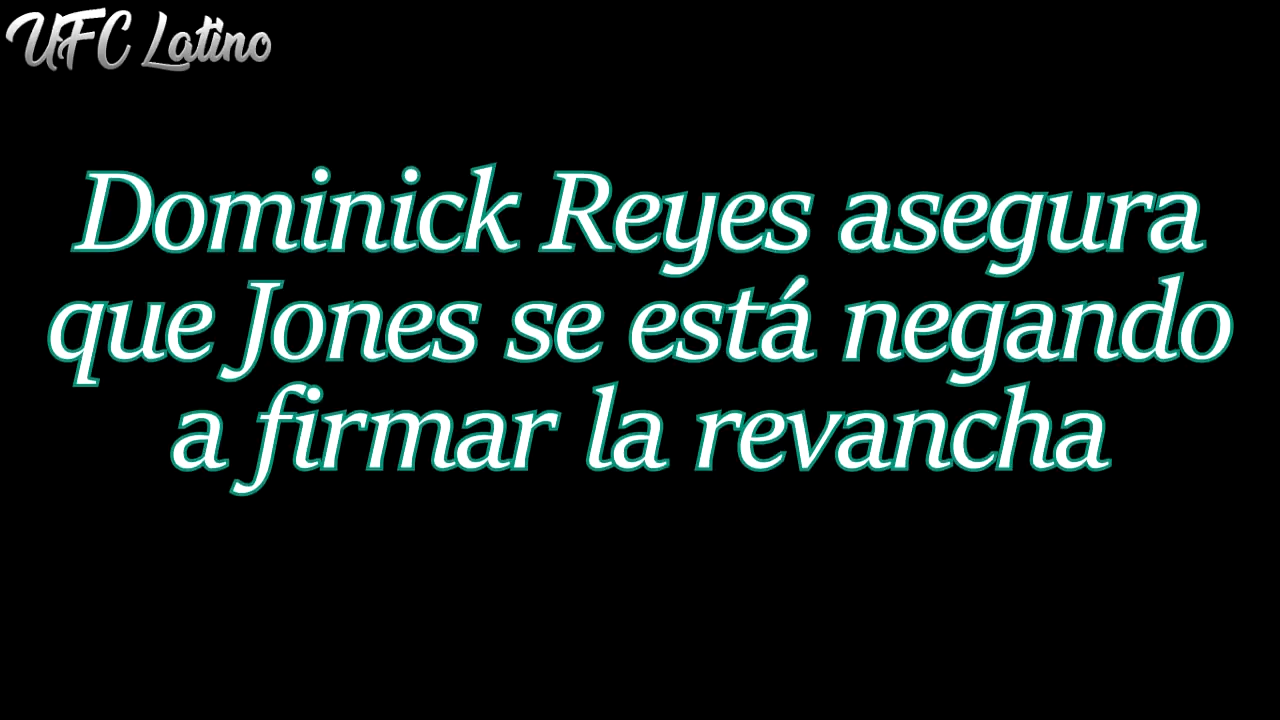 UFC Latino
Dominick Reyes asegura
que Jones se está negando
a firmar la revancha